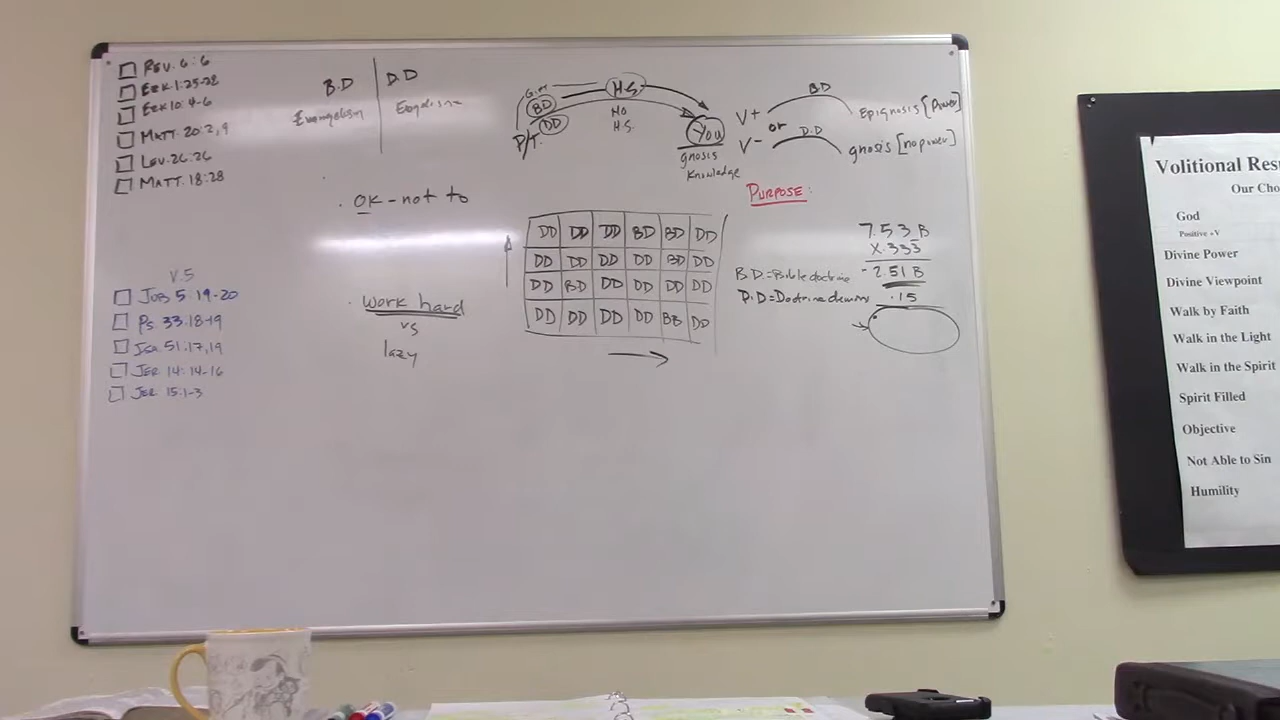 Rev. 6:6
Ezk 1:25-28
Ezk 10:4-6
Matt. 20:2,9
Lev. 26:26
Matt. 18:28
V.5
Job 5:19-20
Ps 33:18-19
Isa 51:17,19
Jer 14:14-16
Jer 15:1-3
B.D
D.D
Evangelism
OK - not to
Work hard
vs
lazy
H.S.
BD
DD
P/T.
No
H.S.
You
gnosis
Knowledge
V+
or
V-
B.D
D.D
Epignosis [Power]
gnosis [no power]
Purpose:
DD DD DD BD BD DD
DD DD DD DD BD DD
DD BD DD DD DD DD
DD DD DD DD BD DD
B.D.=Bible doctrine
D.D=Doctrine demons
7.53 B
X.333
2.51 B
.15
Volitional
Our
God
Positive +V
Divine Power
Divine Viewpoint
Walk by Faith
Walk in the Light
Walk in the Spirit
Spirit Filled
Objective
Not Able to Sin
Humility